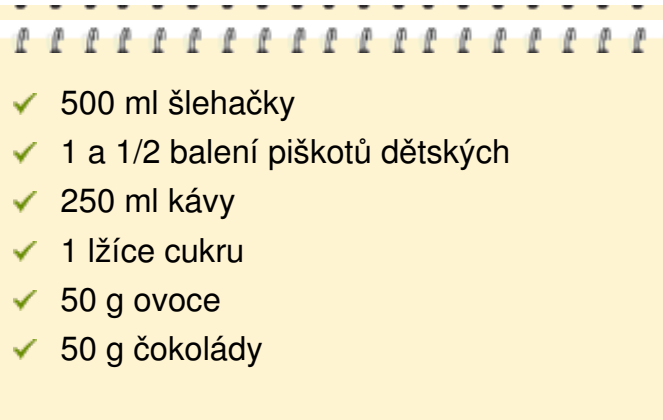 500 ml šlehačky
1 a 1/2 balení piškotů dětských
250 ml kávy
1 lžíce cukru
50 g ovoce
50 g čokolády